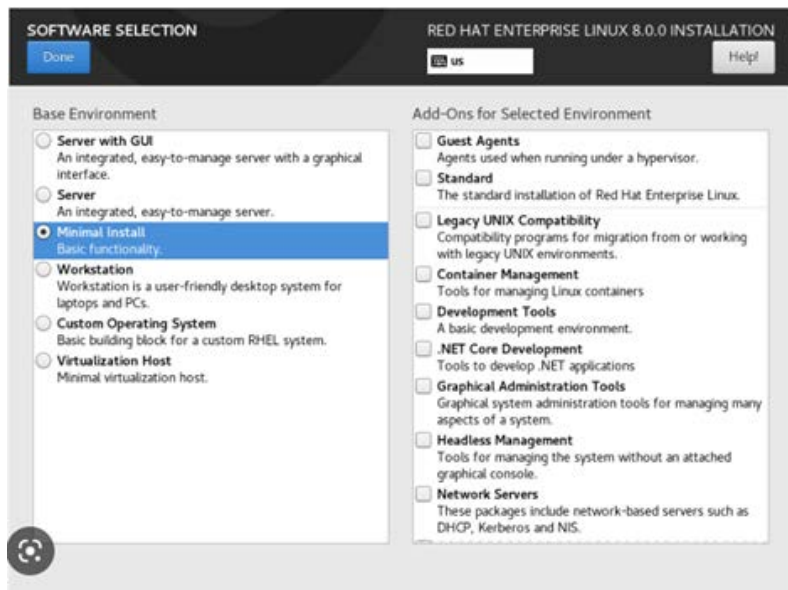 SOFTWARE SELECTION
RED HAT ENTERPRISE LINUX 8.0.0 INSTALLATION
Done
us
Help!
Base Environment
Server with GUI
An integrated, easy-to-manage server with a graphical
interface.
Server
An integrated, easy-to-manage server.
Minimal Install
Basic functionality.
Workstation
Workstation is a user-friendly desktop system for
laptops and PCs.
Custom Operating System
Basic building block for a custom RHEL system.
Virtualization Host
Minimal virtualization host.
Add-Ons for Selected Environment
Guest Agents
Agents used when running under a hypervisor.
Standard
The standard installation of Red Hat Enterprise Linux.
Legacy UNIX Compatibility
Compatibility programs for migration from or working
with legacy UNIX environments.
Container Management
Tools for managing Linux containers
Development Tools
A basic development environment.
.NET Core Development
Tools to develop .NET applications
Graphical Administration Tools
Graphical system administration tools for managing many
aspects of a system.
Headless Management
Tools for managing the system without an attached
graphical console.
Network Servers
These packages include network-based servers such as
DHCP, Kerberos and NIS.